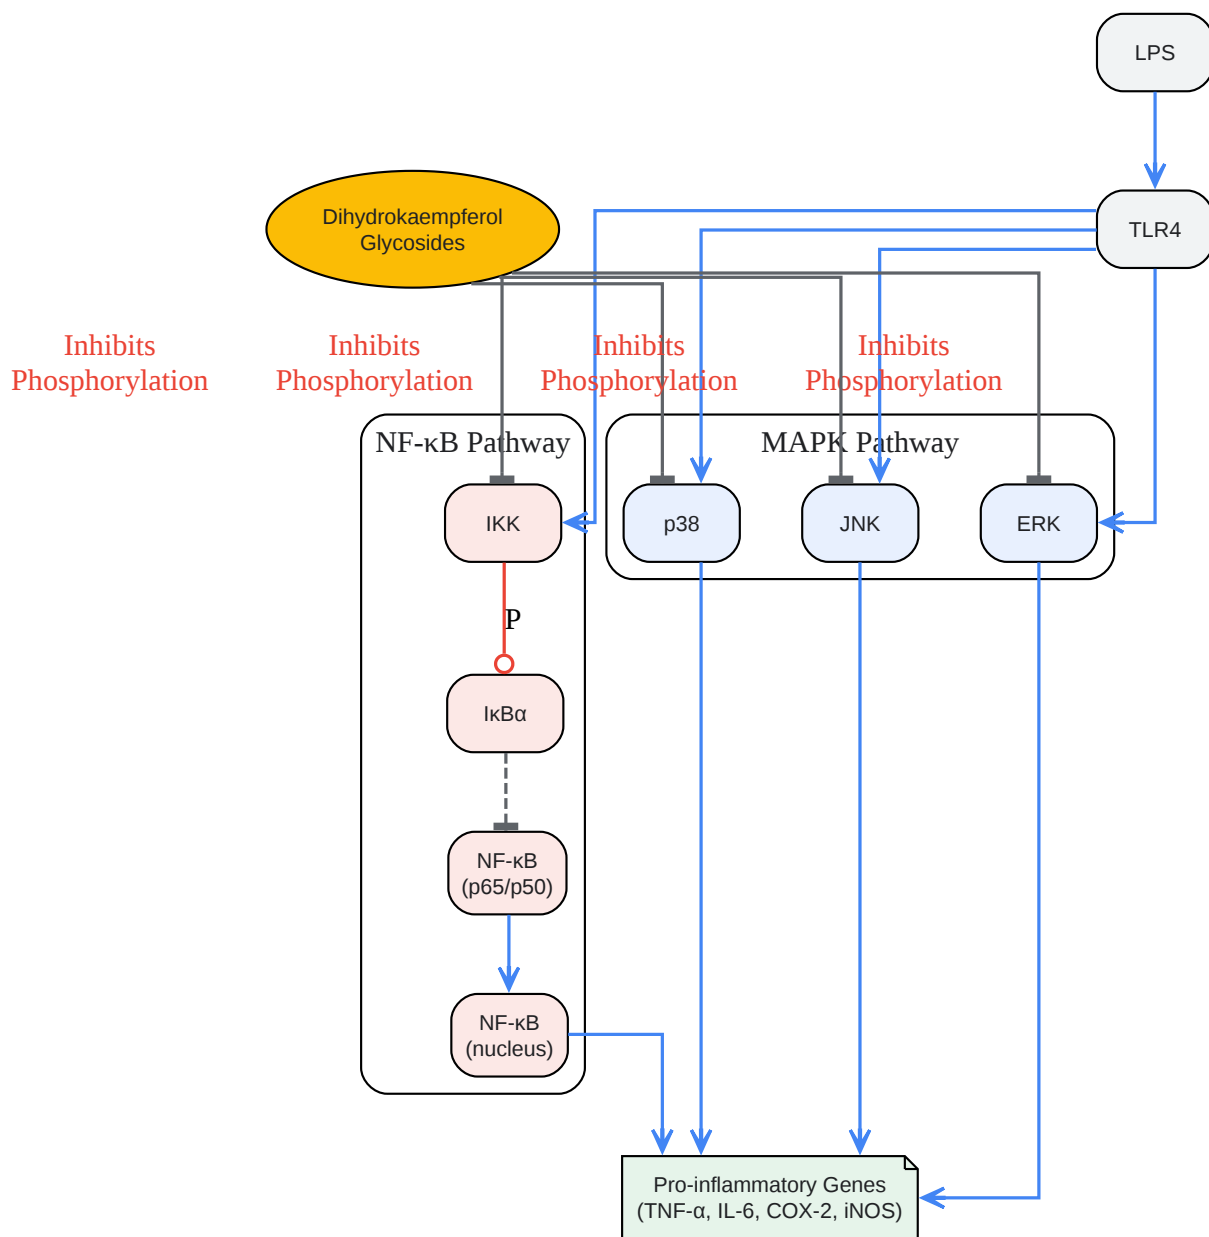 LPS
Dihydrokaempferol
Glycosides
TLR4
Inhibits
Phosphorylation
Inhibits
Phosphorylation
Inhibits
Phosphorylation
Inhibits
Phosphorylation
NF-κB Pathway
MAPK Pathway
IKK
p38
JNK
ERK
P
IκBα
NF-κB
(p65/p50)
NF-κB
(nucleus)
Pro-inflammatory Genes
(TNF-α, IL-6, COX-2, iNOS)